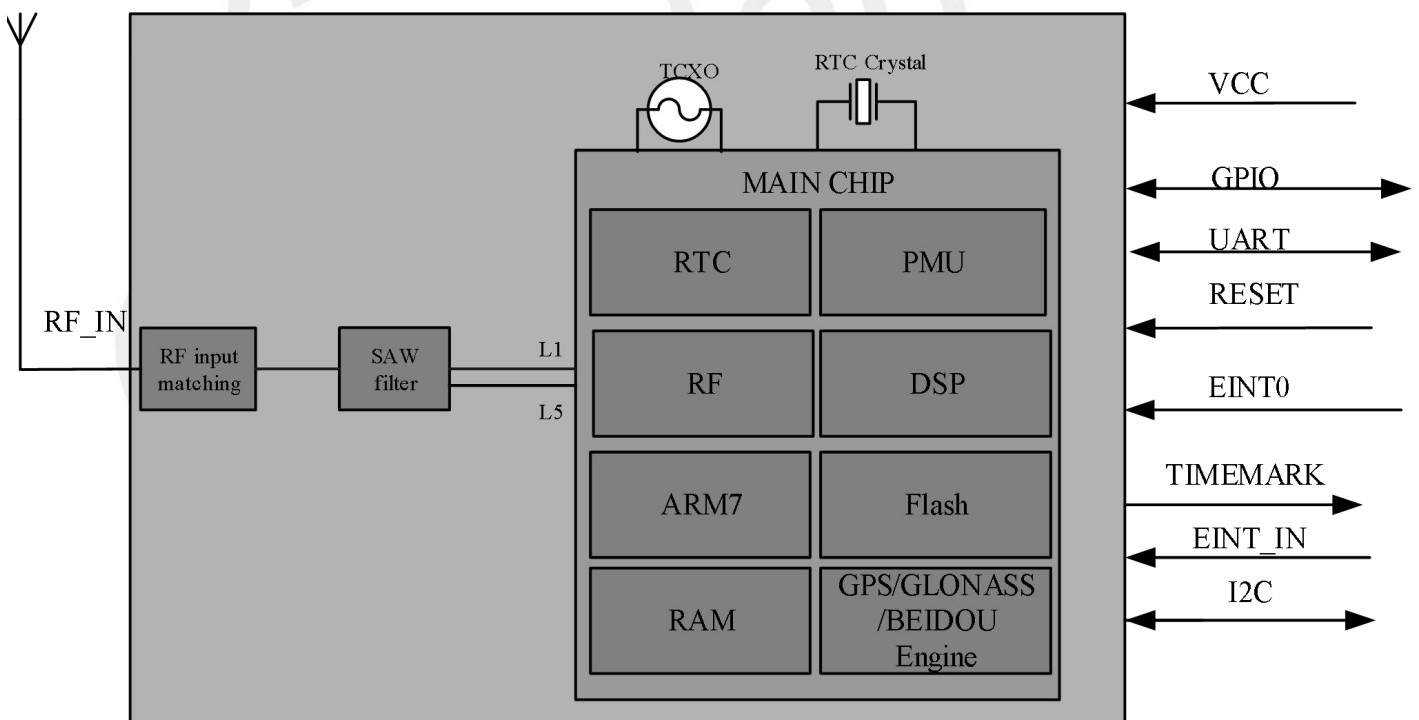 TCXO
RTC Crystal
VCC
MAIN CHIP
GPIO
RTC
PMU
UART
RESET
RF_IN
RF input
matching
SAW
filter
L1
L5
RF
DSP
EINT0
TIMEMARK
ARM7
Flash
EINT_IN
I2C
RAM
GPS/GLONASS
/BEIDOU
Engine